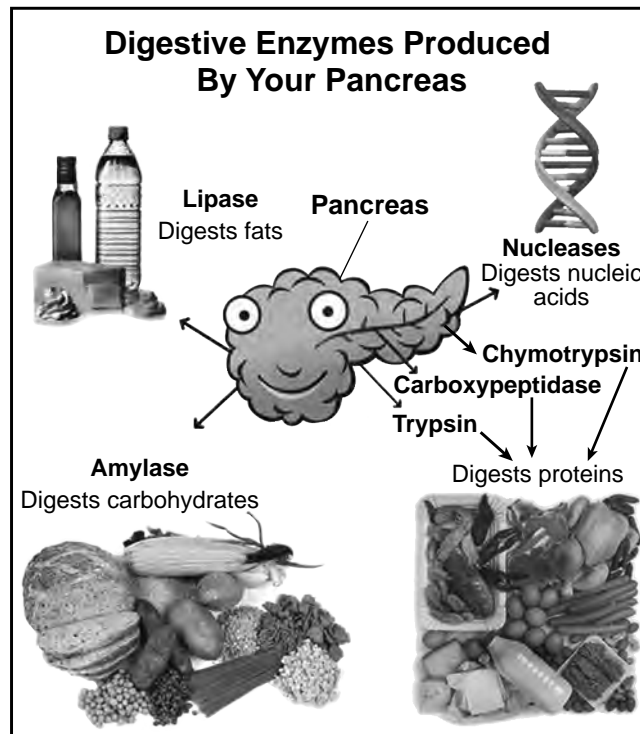 Digestive Enzymes Produced
By Your Pancreas
Lipase
Digests fats
Pancreas
Nucleases
Digests nucleic
acids
Chymotrypsin
Carboxypeptidase
Trypsin
Digests proteins
Amylase
Digests carbohydrates